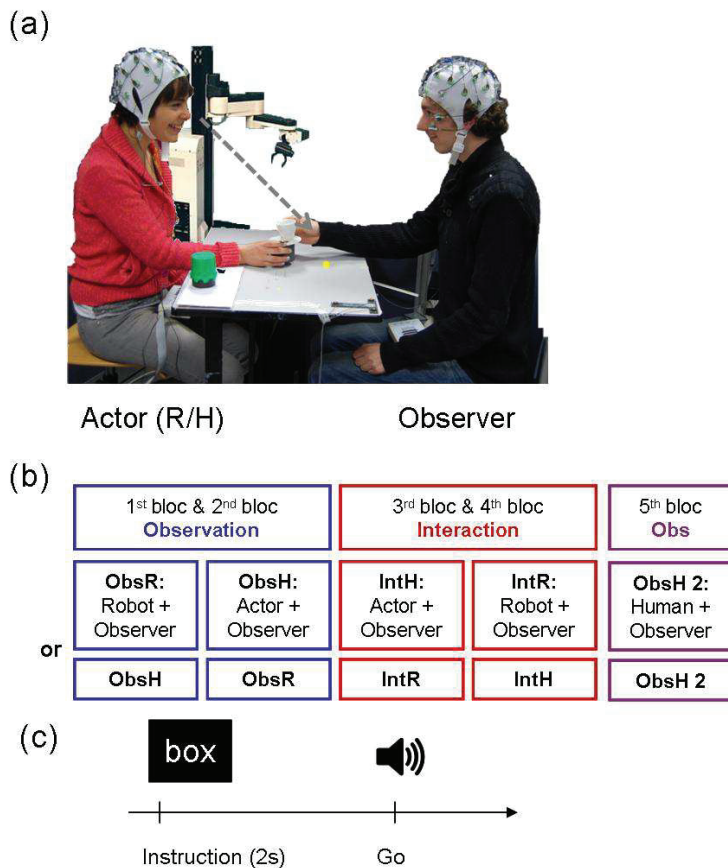 (a)
Actor (R/H) Observer
(b)
1st bloc & 2nd bloc 3rd bloc & 4th bloc 5th bloc
Observation Interaction Obs
ObsR: ObsH: IntH: IntR: ObsH 2:
Robot + Actor + Actor + Robot + Human +
Observer Observer Observer Observer Observer
or
ObsH ObsR IntR IntH ObsH 2
(c)
box
Instruction (2s) Go